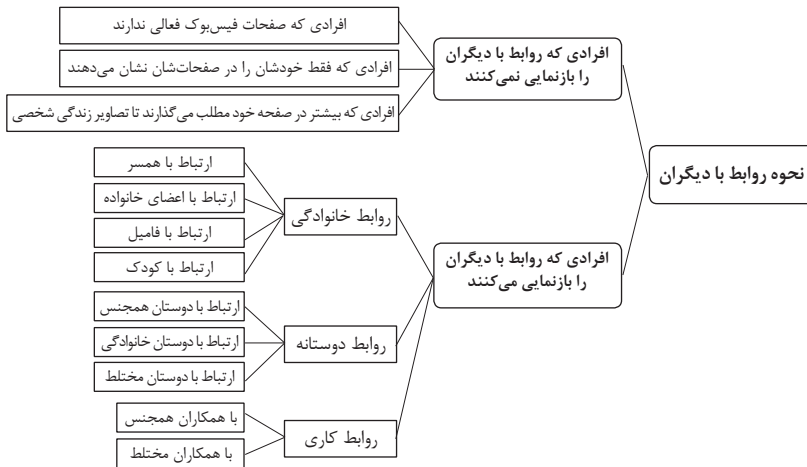 نحوه روابط با دیگران
افرادی که روابط با دیگران
را بازنمایی نمی‌کنند
افرادی که صفحات فیس‌بوک فعالی ندارند
افرادی که فقط خودشان را در صفحات‌شان نشان می‌دهند
افرادی که بیشتر در صفحه خود مطلب می‌گذارند تا تصاویر زندگی شخصی
افرادی که روابط با دیگران
را بازنمایی می‌کنند
روابط خانوادگی
ارتباط با همسر
ارتباط با اعضای خانواده
ارتباط با فامیل
ارتباط با کودک
روابط دوستانه
ارتباط با دوستان همجنس
ارتباط با دوستان خانوادگی
ارتباط با دوستان مختلط
روابط کاری
با همکاران همجنس
با همکاران مختلط